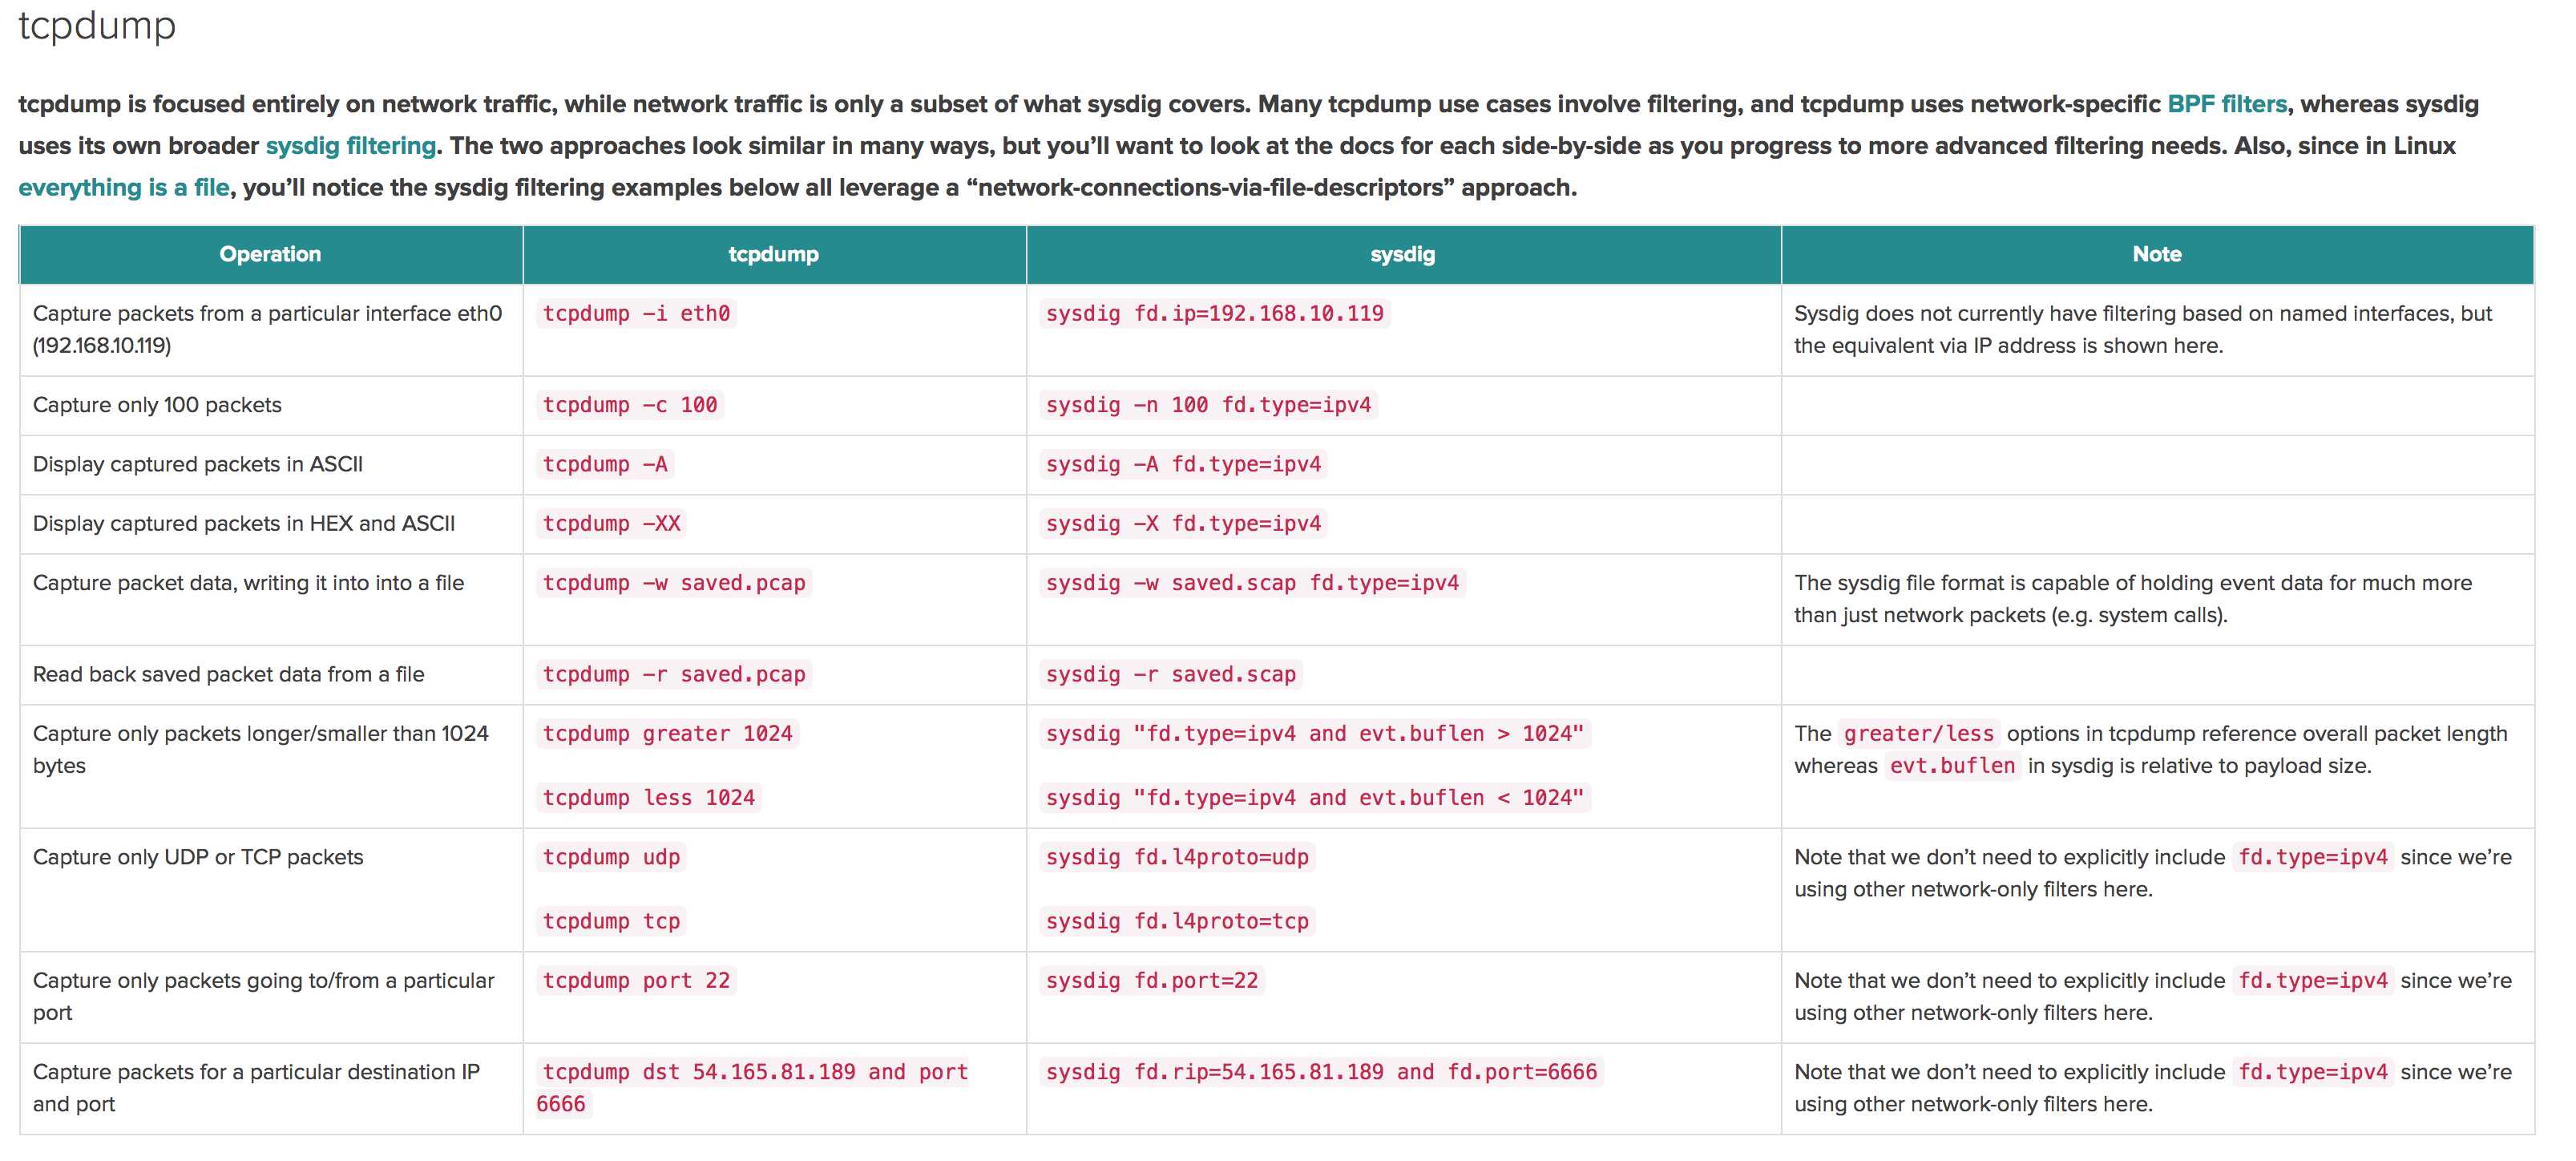 tcpdump
tcpdump is focused entirely on network traffic, while network traffic is only a subset of what sysdig covers. Many tcpdump use cases involve filtering, and tcpdump uses network-specific BPF filters, whereas sysdig
uses its own broader sysdig filtering. The two approaches look similar in many ways, but you’ll want to look at the docs for each side-by-side as you progress to more advanced filtering needs. Also, since in Linux
everything is a file, you’ll notice the sysdig filtering examples below all leverage a “network-connections-via-file-descriptors” approach.
Operation tcpdump sysdig Note
Capture packets from a particular interface eth0 tcpdump -i eth0 sysdig fd.ip=192.168.10.119 Sysdig does not currently have filtering based on named interfaces, but
(192.168.10.119) the equivalent via IP address is shown here.
Capture only 100 packets tcpdump -c 100 sysdig -n 100 fd.type=ipv4
Display captured packets in ASCII tcpdump -A sysdig -A fd.type=ipv4
Display captured packets in HEX and ASCII tcpdump -XX sysdig -X fd.type=ipv4
Capture packet data, writing it into into a file tcpdump -w saved.pcap sysdig -w saved.scap fd.type=ipv4 The sysdig file format is capable of holding event data for much more
than just network packets (e.g. system calls).
Read back saved packet data from a file tcpdump -r saved.pcap sysdig -r saved.scap
Capture only packets longer/smaller than 1024 tcpdump greater 1024 sysdig "fd.type=ipv4 and evt.buflen > 1024" The greater/less options in tcpdump reference overall packet length
bytes whereas evt.buflen in sysdig is relative to payload size.
tcpdump less 1024 sysdig "fd.type=ipv4 and evt.buflen < 1024"
Capture only UDP or TCP packets tcpdump udp sysdig fd.l4proto=udp Note that we don’t need to explicitly include fd.type=ipv4 since we’re
using other network-only filters here.
tcpdump tcp sysdig fd.l4proto=tcp
Capture only packets going to/from a particular tcpdump port 22 sysdig fd.port=22 Note that we don’t need to explicitly include fd.type=ipv4 since we’re
port using other network-only filters here.
Capture packets for a particular destination IP tcpdump dst 54.165.81.189 and port sysdig fd.rip=54.165.81.189 and fd.port=6666 Note that we don’t need to explicitly include fd.type=ipv4 since we’re
and port 6666 using other network-only filters here.